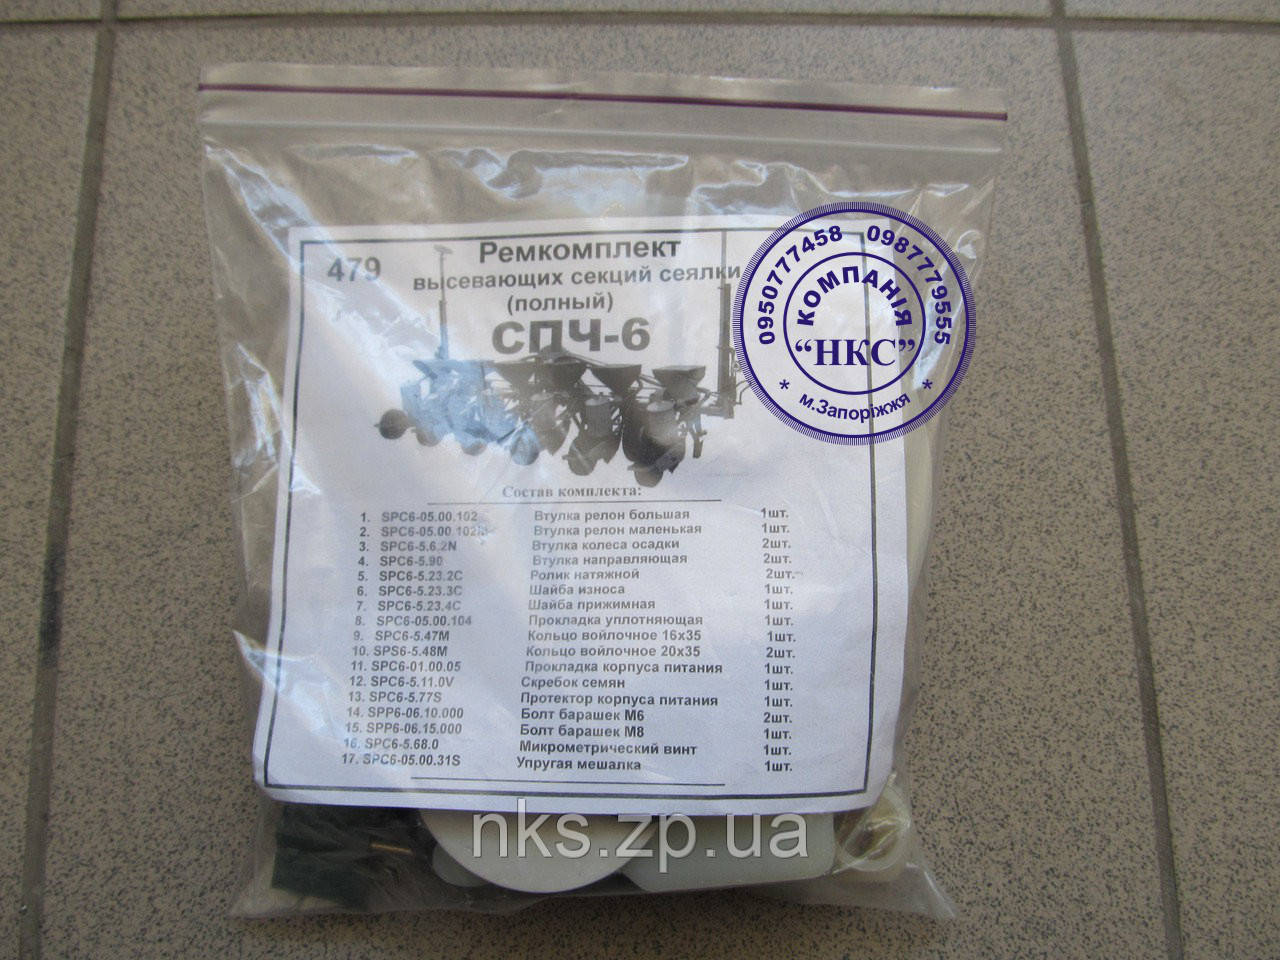 479
Ремкомплект
высевающих секций сеялки
(полный)
СПЧ-6
0950777458 0987779555
КОМПАНІЯ
“НКС”
* м.Запоріжжя *
Состав комплекта:
1. SPC6-05.00.102 Втулка релон большая 1шт.
2. SPC6-05.00.102М Втулка релон маленькая 1шт.
3. SPC6-5.6.2N Втулка колеса осадки 2шт.
4. SPC6-5.90 Втулка направляющая 2шт.
5. SPC6-5.23.2C Ролик натяжной 2шт.
6. SPC6-5.23.3C Шайба износа 1шт.
7. SPC6-5.23.4C Шайба прижимная 1шт.
8. SPC6-05.00.104 Прокладка уплотняющая 1шт.
9. SPC6-5.47M Кольцо войлочное 16х35 1шт.
10. SPS6-5.48M Кольцо войлочное 20х35 2шт.
11. SPC6-01.00.05 Прокладка корпуса питания 1шт.
12. SPC6-5.11.0V Скребок семян 1шт.
13. SPC6-5.77S Протектор корпуса питания 1шт.
14. SPP6-06.10.000 Болт барашек М6 2шт.
15. SPP6-06.15.000 Болт барашек М8 1шт.
16. SPC6-5.68.0 Микрометрический винт 1шт.
17. SPC6-05.00.31S Упругая мешалка 1шт.
nks.zp.ua